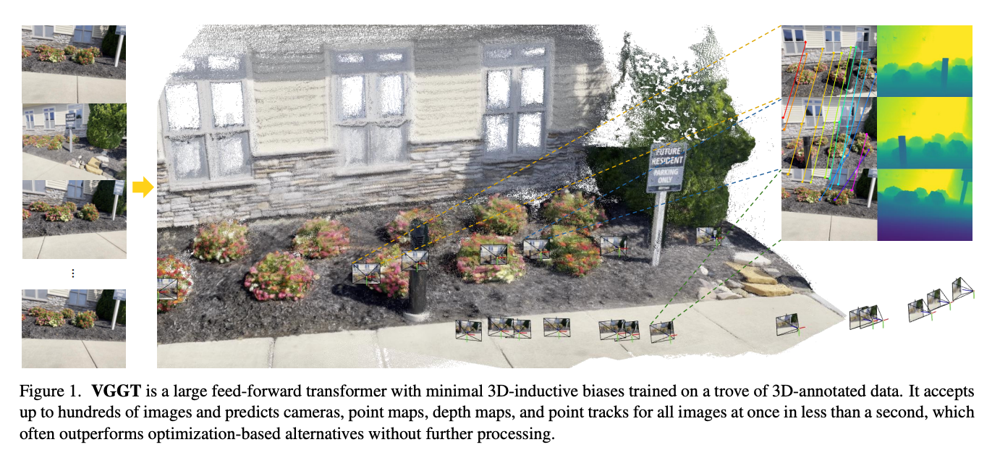 FUTURE
RESIDENT
PARKING
ONLY
Figure 1. VGGT is a large feed-forward transformer with minimal 3D-inductive biases trained on a trove of 3D-annotated data. It accepts
up to hundreds of images and predicts cameras, point maps, depth maps, and point tracks for all images at once in less than a second, which
often outperforms optimization-based alternatives without further processing.